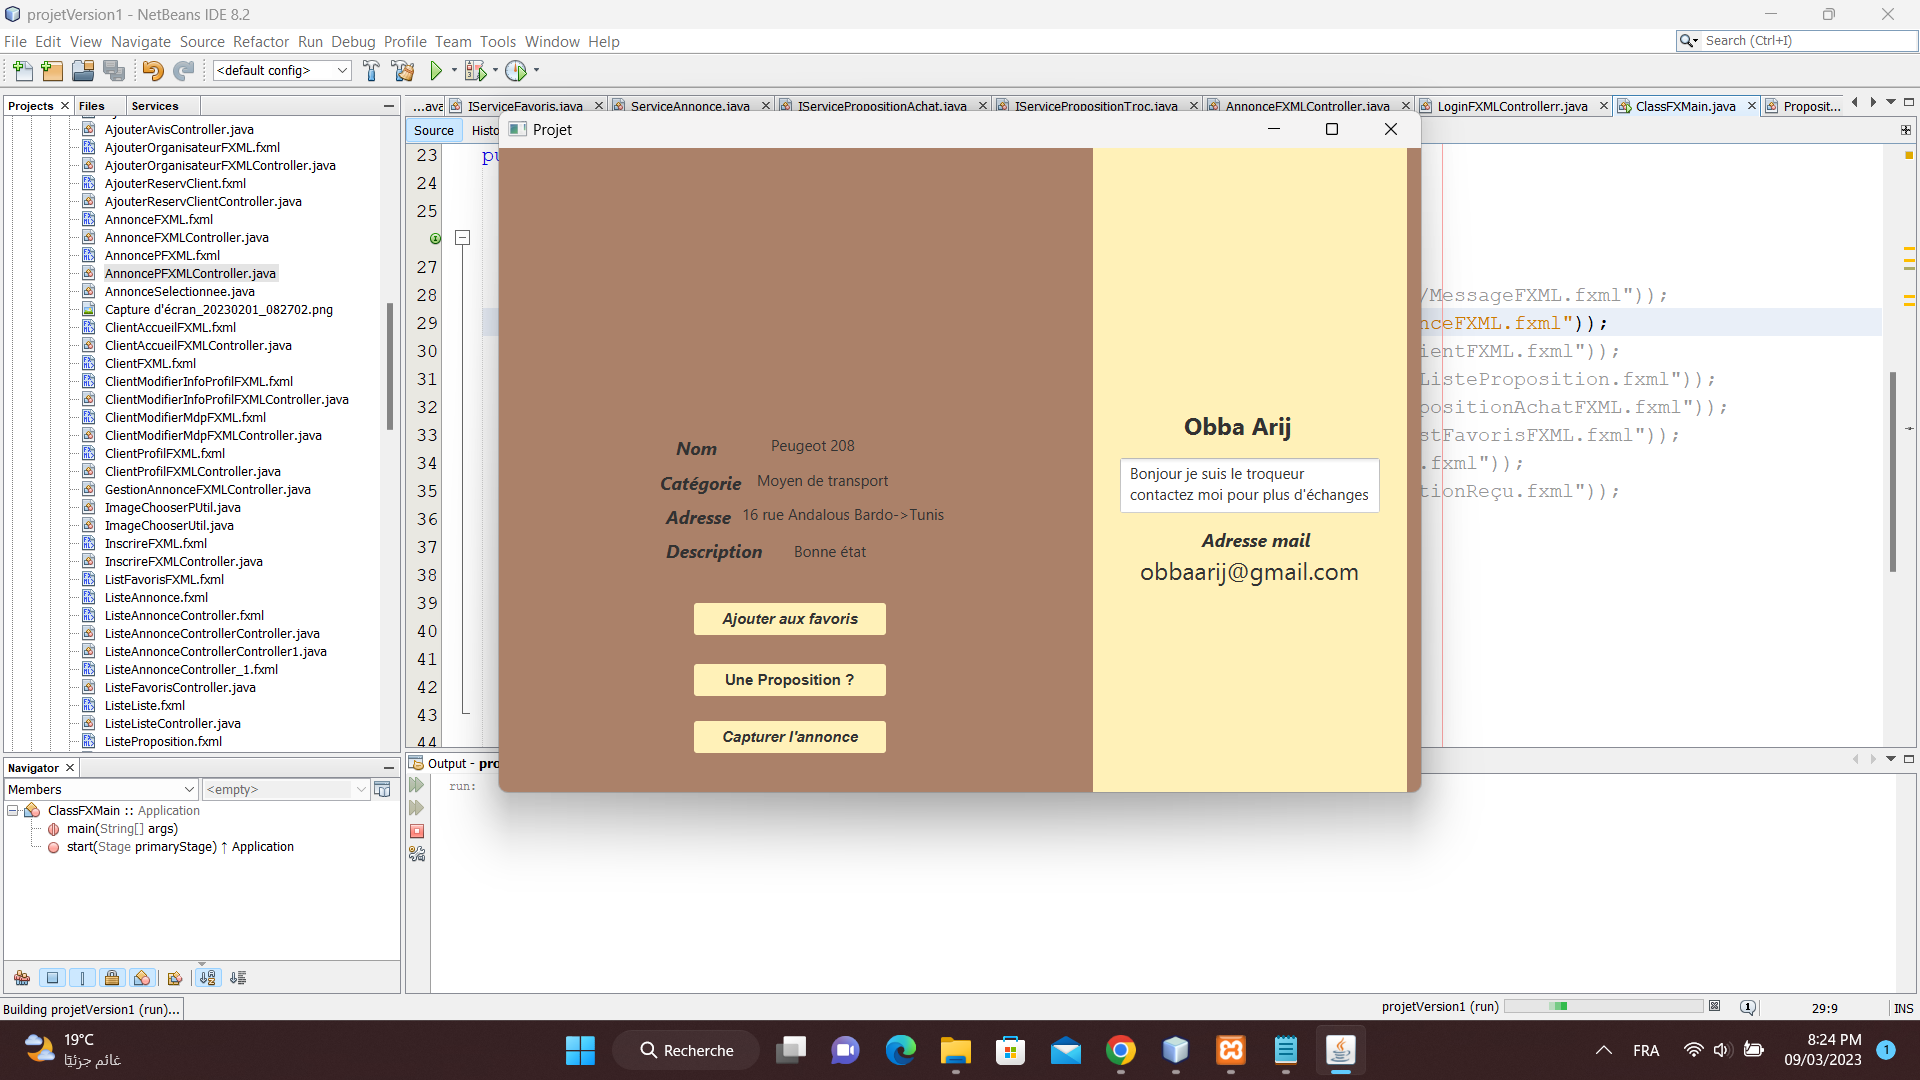 projetVersion1 - NetBeans IDE 8.2
File Edit View Navigate Source Refactor Run Debug Profile Team Tools Window Help
Search (Ctrl+I)
<default config>
Projects Files Services
...ava IServiceFavoris.java ServiceAnnonce.java IServicePropositionAchat.java IServicePropositionTroc.java AnnonceFXMLController.java LoginFXMLControllerr.java ClassFXMain.java Proposit...
Source Histo
AjouterAvisController.java
AjouterOrganisateurFXML.fxml
AjouterOrganisateurFXMLController.java
AjouterReservClient.fxml
AjouterReservClientController.java
AnnonceFXML.fxml
AnnonceFXMLController.java
AnnoncePFXML.fxml
AnnoncePFXMLController.java
AnnonceSelectionnee.java
Capture d'écran_20230201_082702.png
ClientAccueilFXML.fxml
ClientAccueilFXMLController.java
ClientFXML.fxml
ClientModifierInfoProfilFXML.fxml
ClientModifierInfoProfilFXMLController.java
ClientModifierMdpFXML.fxml
ClientModifierMdpFXMLController.java
ClientProfilFXML.fxml
ClientProfilFXMLController.java
GestionAnnonceFXMLController.java
ImageChooserPUtil.java
ImageChooserUtil.java
InscrireFXML.fxml
InscrireFXMLController.java
ListFavorisFXML.fxml
ListeAnnonce.fxml
ListeAnnonceController.fxml
ListeAnnonceControllerController.java
ListeAnnonceControllerController1.java
ListeAnnonceController_1.fxml
ListeFavorisController.java
ListeListe.fxml
ListeListeController.java
ListeProposition.fxml
23 pu
24
25
27
28 /MessageFXML.fxml"));
29 nceFXML.fxml"));
30 ientFXML.fxml"));
31 ListeProposition.fxml"));
32 positionAchatFXML.fxml"));
33 stFavorisFXML.fxml"));
34 .fxml"));
35 tionReçu.fxml"));
36
37
38
39
40
41
42
43
44
Projet
Nom Peugeot 208
Catégorie Moyen de transport
Adresse 16 rue Andalous Bardo->Tunis
Description Bonne état
Ajouter aux favoris
Une Proposition ?
Capturer l'annonce
Obba Arij
Bonjour je suis le troqueur
contactez moi pour plus d'échanges
Adresse mail
obbaarij@gmail.com
Navigator
Members <empty>
ClassFXMain :: Application
main(String[] args)
start(Stage primaryStage) ↑ Application
Output - pro
run:
Building projetVersion1 (run)...
projetVersion1 (run) 1 29:9 INS
19°C
غائم جزئيًا
Recherche
FRA
8:24 PM
09/03/2023
1